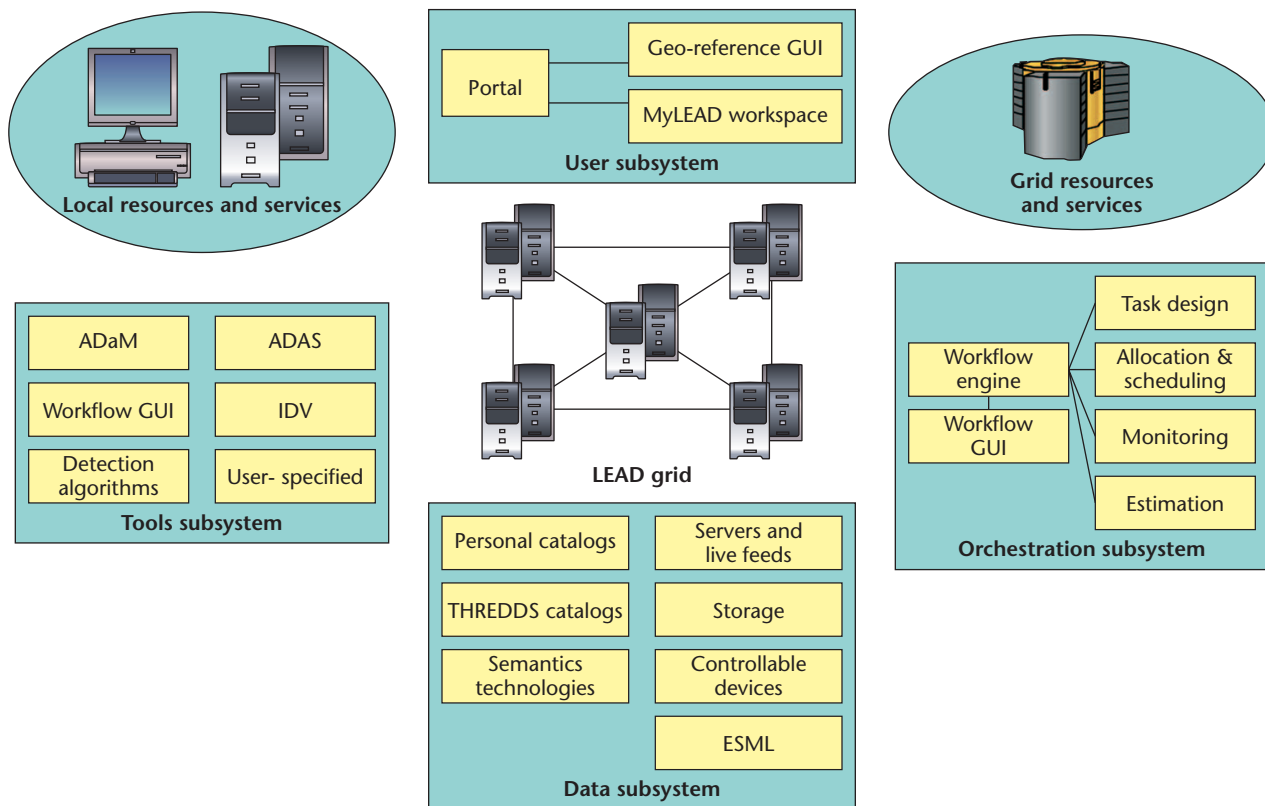 Local resources and services
Portal
Geo-reference GUI
MyLEAD workspace
User subsystem
Grid resources
and services
ADaM
ADAS
Workflow GUI
IDV
Detection
algorithms
User- specified
Tools subsystem
LEAD grid
Workflow
engine
Workflow
GUI
Task design
Allocation &
scheduling
Monitoring
Estimation
Orchestration subsystem
Personal catalogs
Servers and
live feeds
THREDDS catalogs
Storage
Semantics
technologies
Controllable
devices
ESML
Data subsystem